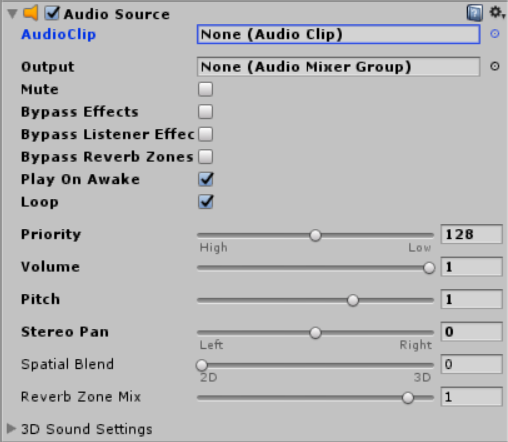 Audio Source
AudioClip None (Audio Clip)
Output None (Audio Mixer Group)
Mute
Bypass Effects
Bypass Listener Effec
Bypass Reverb Zones
Play On Awake
Loop
Priority 128
High Low
Volume 1
Pitch 1
Stereo Pan 0
Left Right
Spatial Blend 0
2D 3D
Reverb Zone Mix 1
3D Sound Settings